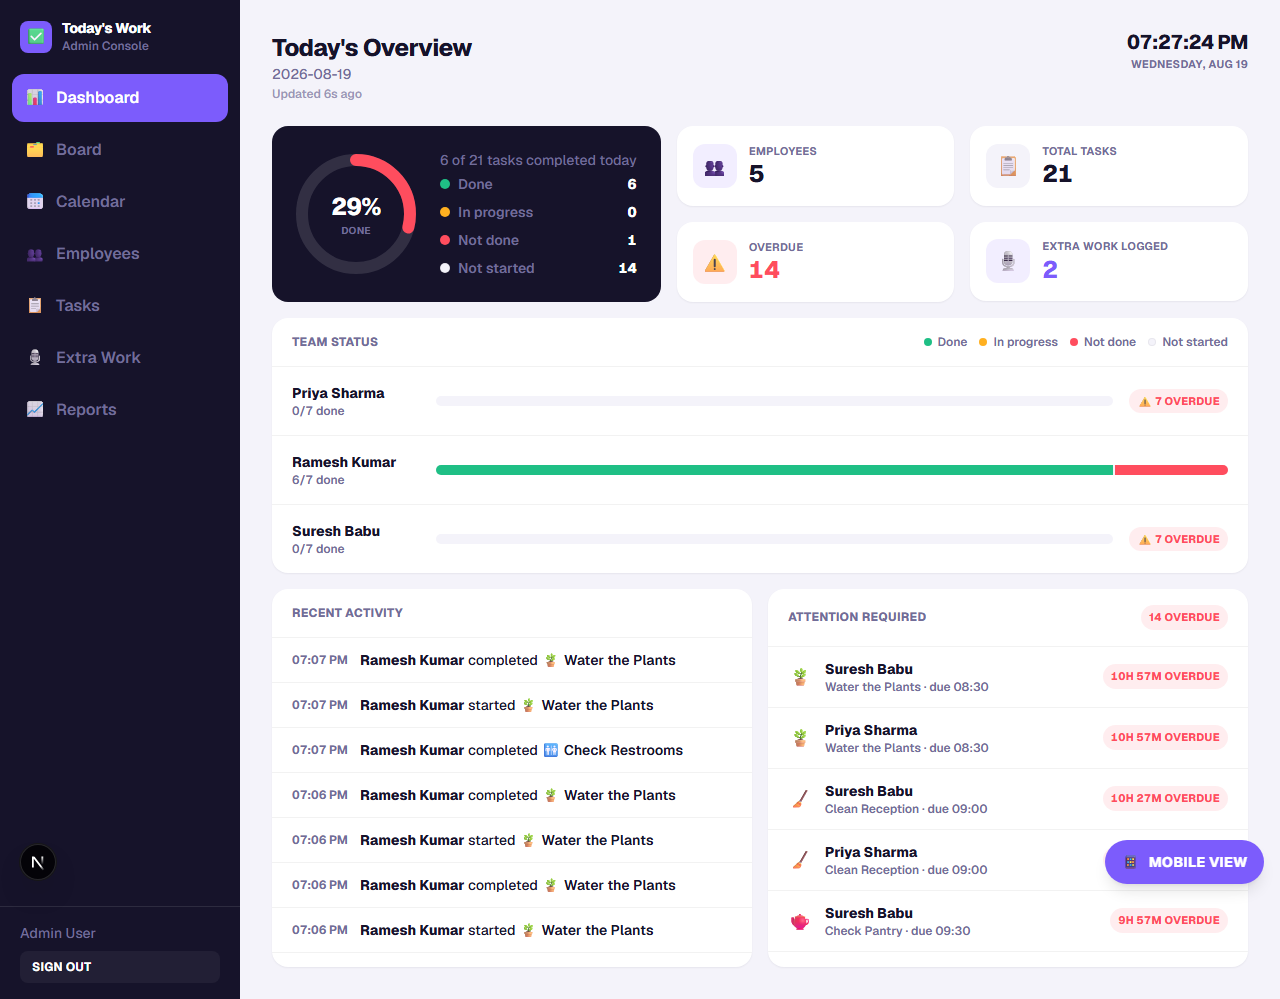 Today's Work
Admin Console
Dashboard
Board
Calendar
Employees
Tasks
Extra Work
Reports
N
Admin User
SIGN OUT
Today's Overview
2026-08-19
Updated 6s ago
07:27:24 PM
WEDNESDAY, AUG 19
29%
DONE
6 of 21 tasks completed today
Done 6
In progress 0
Not done 1
Not started 14
EMPLOYEES
5
TOTAL TASKS
21
OVERDUE
14
EXTRA WORK LOGGED
2
TEAM STATUS
Done In progress Not done Not started
Priya Sharma
0/7 done
7 OVERDUE
Ramesh Kumar
6/7 done
Suresh Babu
0/7 done
7 OVERDUE
RECENT ACTIVITY
07:07 PM Ramesh Kumar completed Water the Plants
07:07 PM Ramesh Kumar started Water the Plants
07:07 PM Ramesh Kumar completed Check Restrooms
07:06 PM Ramesh Kumar completed Water the Plants
07:06 PM Ramesh Kumar started Water the Plants
07:06 PM Ramesh Kumar completed Water the Plants
07:06 PM Ramesh Kumar started Water the Plants
ATTENTION REQUIRED
14 OVERDUE
Suresh Babu
Water the Plants · due 08:30
10H 57M OVERDUE
Priya Sharma
Water the Plants · due 08:30
10H 57M OVERDUE
Suresh Babu
Clean Reception · due 09:00
10H 27M OVERDUE
Priya Sharma
Clean Reception · due 09:00
MOBILE VIEW
Suresh Babu
Check Pantry · due 09:30
9H 57M OVERDUE